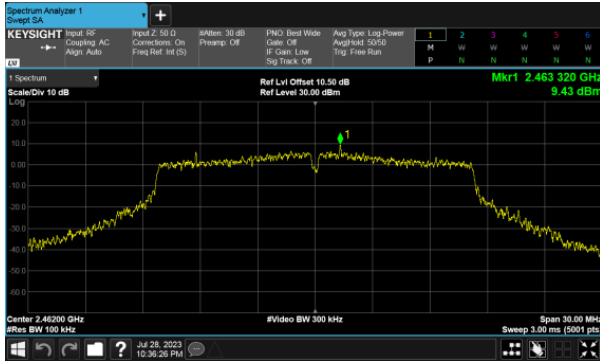 Spectrum Analyzer 1
Swept SA
KEYSIGHT
Input: RF
Coupling: AC
Align: Auto
Input Z: 50 Ω
Corrections: On
Freq Ref: Int (S)
#Atten: 30 dB
Preamp: Off
PNO: Best Wide
Gate: Off
IF Gain: Low
Sig Track: Off
Avg Type: Log-Power
Avg|Hold: 50/50
Trig: Free Run
1 2 3 4 5 6
M W W W W W
P N N N N N
LXI
1 Spectrum
Scale/Div 10 dB
Ref Lvl Offset 10.50 dB
Ref Level 30.00 dBm
Mkr1 2.463 320 GHz
9.43 dBm
Log
20.0
10.0
0.00
-10.0
-20.0
-30.0
-40.0
-50.0
-60.0
1
Center 2.46200 GHz
#Res BW 100 kHz
#Video BW 300 kHz
Span 30.00 MHz
Sweep 3.00 ms (5001 pts)
?
Jul 28, 2023
10:36:26 PM